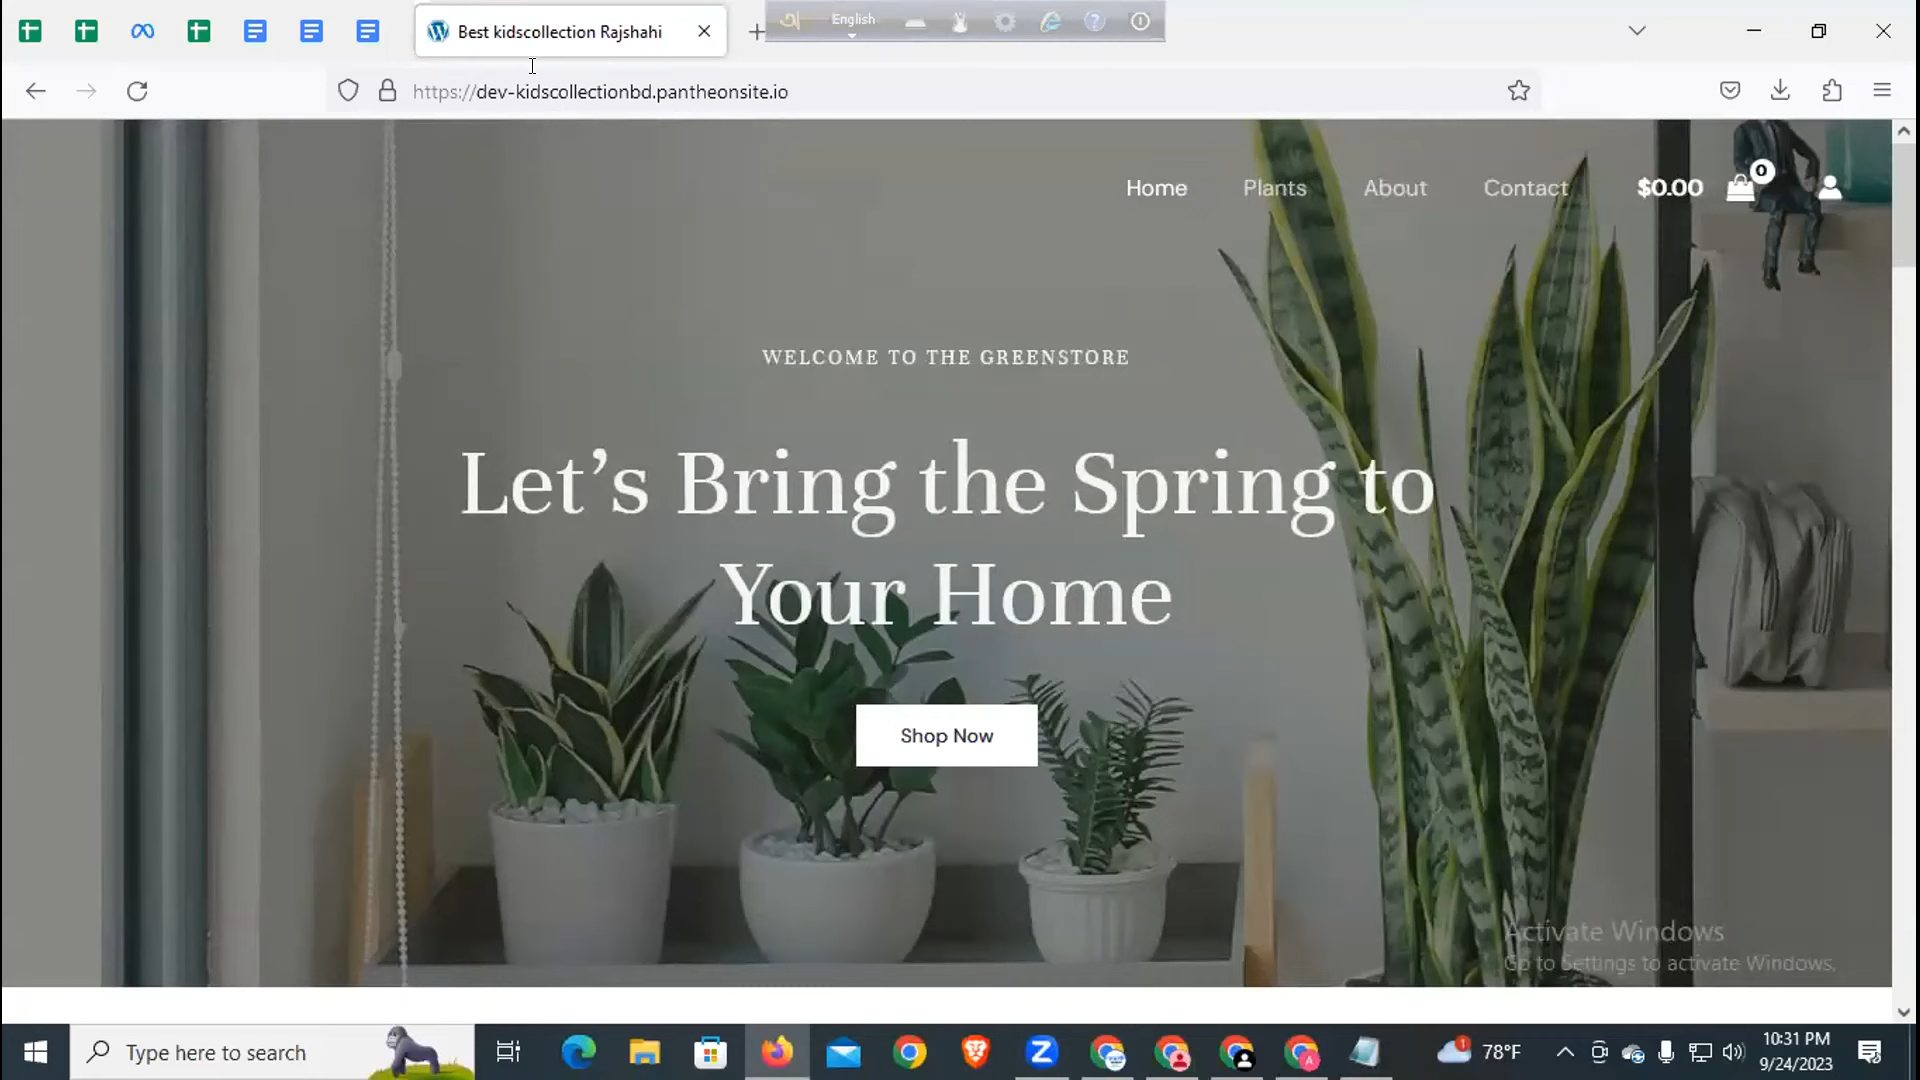 Best kidscollection Rajshahi
English
https://dev-kidscollectionbd.pantheonsite.io
Home
Plants
About
Contact
$0.00
0
WELCOME TO THE GREENSTORE
Let’s Bring the Spring to
Your Home
Shop Now
Activate Windows
Go to Settings to activate Windows.
Type here to search
78°F
10:31 PM
9/24/2023